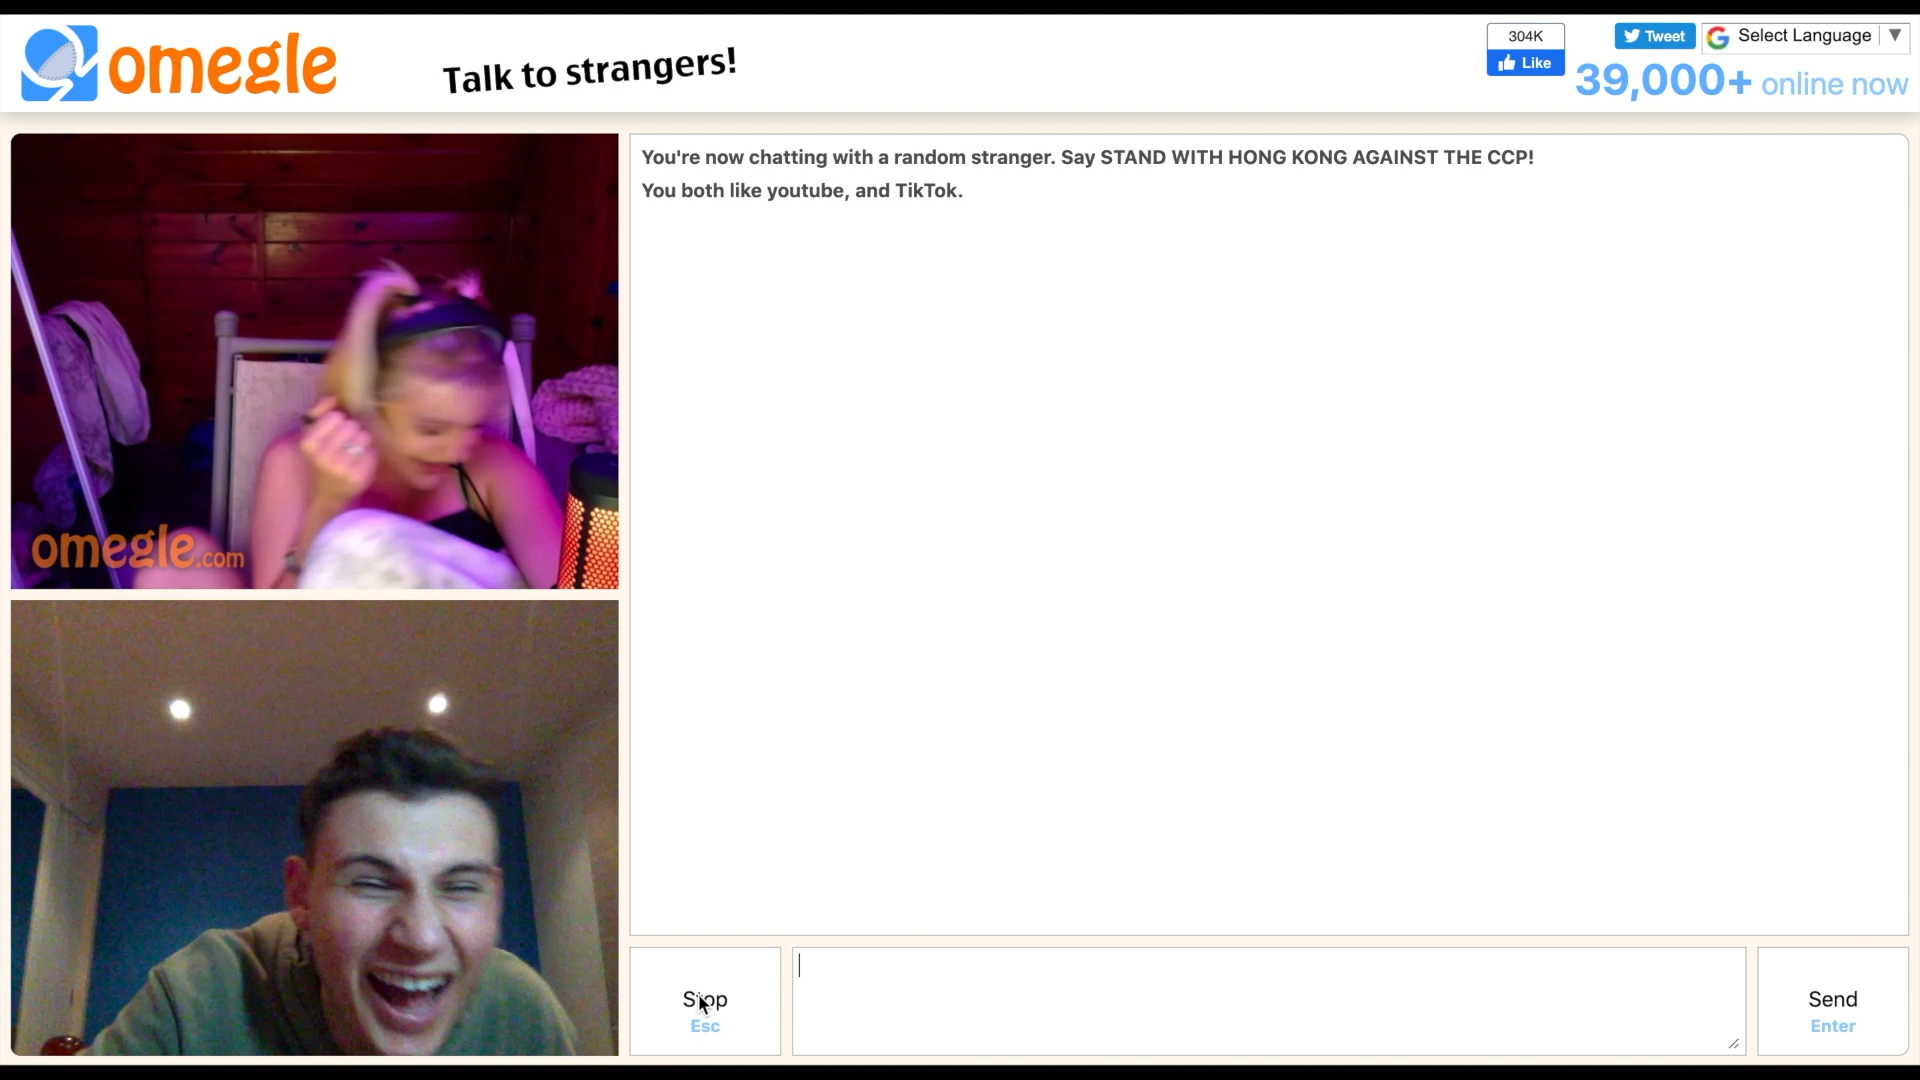 omegle
Talk to strangers!
304K
Like
Tweet
Select Language
39,000+ online now
You're now chatting with a random stranger. Say STAND WITH HONG KONG AGAINST THE CCP!
You both like youtube, and TikTok.
omegle.com
Stop
Esc
Send
Enter